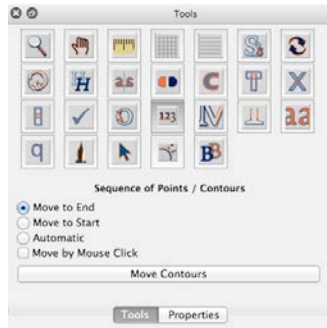 Tools
S S
H
a g
C
T
X
123
N
a a
q
B B
Sequence of Points / Contours
Move to End
Move to Start
Automatic
Move by Mouse Click
Move Contours
Tools Properties